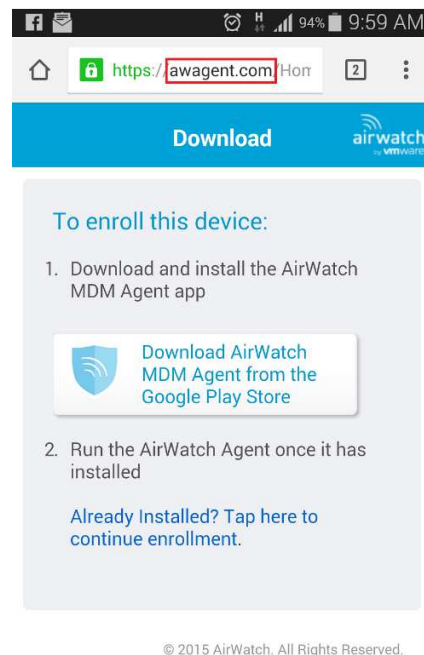 94% 9:59 AM
https://awagent.com/Hom
2
Download
airwatch
by vmware
To enroll this device:
1. Download and install the AirWatch
MDM Agent app
Download AirWatch
MDM Agent from the
Google Play Store
2. Run the AirWatch Agent once it has
installed
Already Installed? Tap here to
continue enrollment.
© 2015 AirWatch. All Rights Reserved.